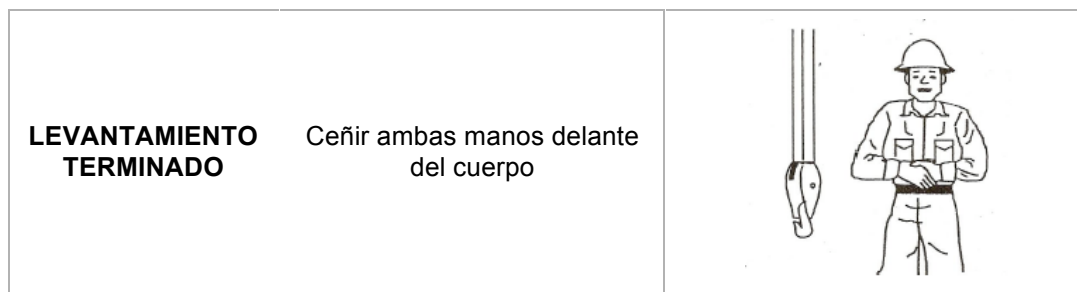 LEVANTAMIENTO
TERMINADO
Ceñir ambas manos delante
del cuerpo